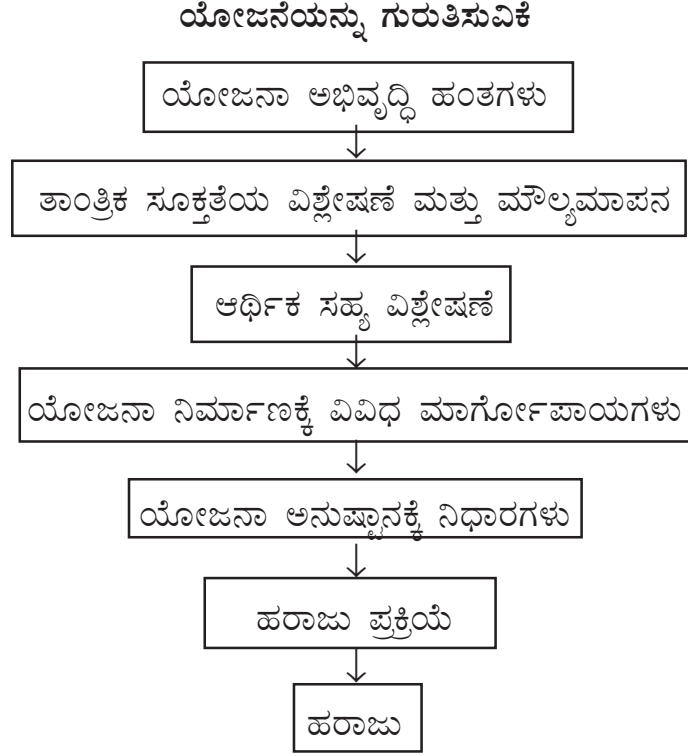 ಯೋಜನೆಯನ್ನು ಗುರುತಿಸುವಿಕೆ
ಯೋಜನಾ ಅಭಿವೃದ್ಧಿ ಹಂತಗಳು
ತಾಂತ್ರಿಕ ಸೂಕ್ತತೆಯ ವಿಶ್ಲೇಷಣೆ ಮತ್ತು ಮೌಲ್ಯಮಾಪನ
ಆರ್ಥಿಕ ಸಹ್ಯ ವಿಶ್ಲೇಷಣೆ
ಯೋಜನಾ ನಿರ್ಮಾಣಕ್ಕೆ ವಿವಿಧ ಮಾರ್ಗೋಪಾಯಗಳು
ಯೋಜನಾ ಅನುಷ್ಠಾನಕ್ಕೆ ನಿಧಾರಗಳು
ಹರಾಜು ಪ್ರಕ್ರಿಯೆ
ಹರಾಜು